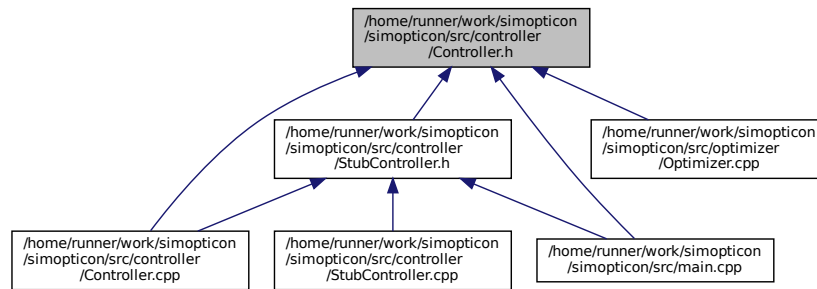 /home/runner/work/simopticon
/simopticon/src/controller
/Controller.h
/home/runner/work/simopticon
/simopticon/src/controller
/StubController.h
/home/runner/work/simopticon
/simopticon/src/optimizer
/Optimizer.cpp
/home/runner/work/simopticon
/simopticon/src/controller
/Controller.cpp
/home/runner/work/simopticon
/simopticon/src/controller
/StubController.cpp
/home/runner/work/simopticon
/simopticon/src/main.cpp